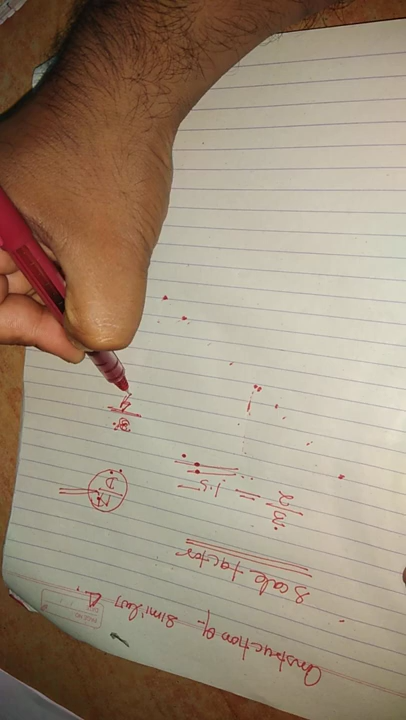 Construction of similar
Scale factor
3/2 = 1.5
N
D